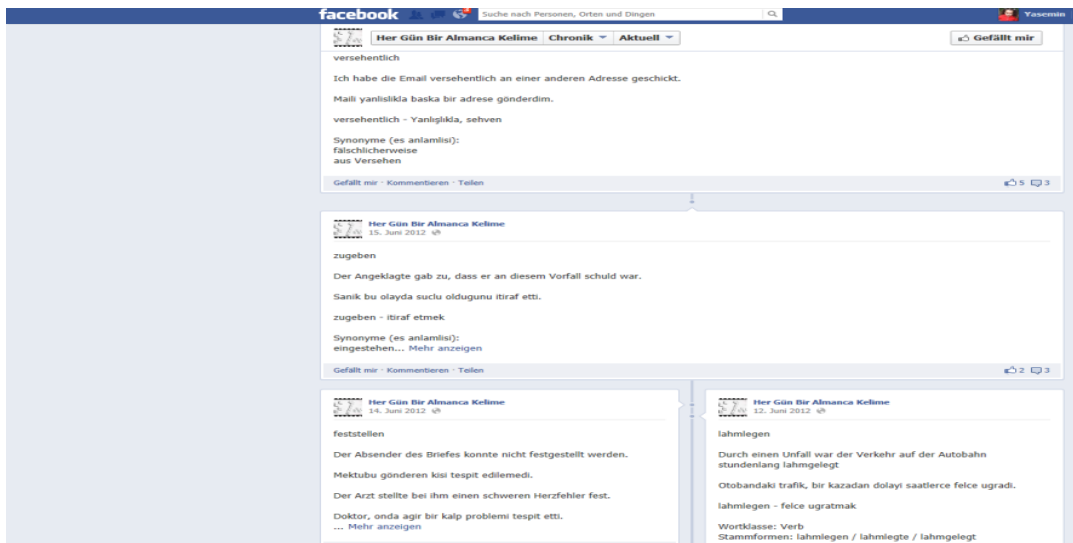 facebook
Suche nach Personen, Orten und Dingen
Yasemin
Her Gün Bir Almanca Kelime
Chronik
Aktuell
Gefällt mir
versehentlich
Ich habe die Email versehentlich an einer anderen Adresse geschickt.
Maili yanlislikla baska bir adrese gönderdim.
versehentlich - Yanlışlıkla, sehven
Synonyme (es anlamlisi):
fälschlicherweise
aus Versehen
Gefällt mir · Kommentieren · Teilen
5 3
Her Gün Bir Almanca Kelime
15. Juni 2012
zugeben
Der Angeklagte gab zu, dass er an diesem Vorfall schuld war.
Sanik bu olayda suclu oldugunu itiraf etti.
zugeben - itiraf etmek
Synonyme (es anlamlisi):
eingestehen... Mehr anzeigen
Gefällt mir · Kommentieren · Teilen
2 3
Her Gün Bir Almanca Kelime
14. Juni 2012
feststellen
Der Absender des Briefes konnte nicht festgestellt werden.
Mektubu gönderen kisi tespit edilemedi.
Der Arzt stellte bei ihm einen schweren Herzfehler fest.
Doktor, onda agir bir kalp problemi tespit etti.
... Mehr anzeigen
Her Gün Bir Almanca Kelime
12. Juni 2012
lahmlegen
Durch einen Unfall war der Verkehr auf der Autobahn
stundenlang lahmgelegt
Otobandaki trafik, bir kazadan dolayi saatlerce felce ugradi.
lahmlegen - felce ugratmak
Wortklasse: Verb
Stammformen: lahmlegen / lahmlegte / lahmgelegt